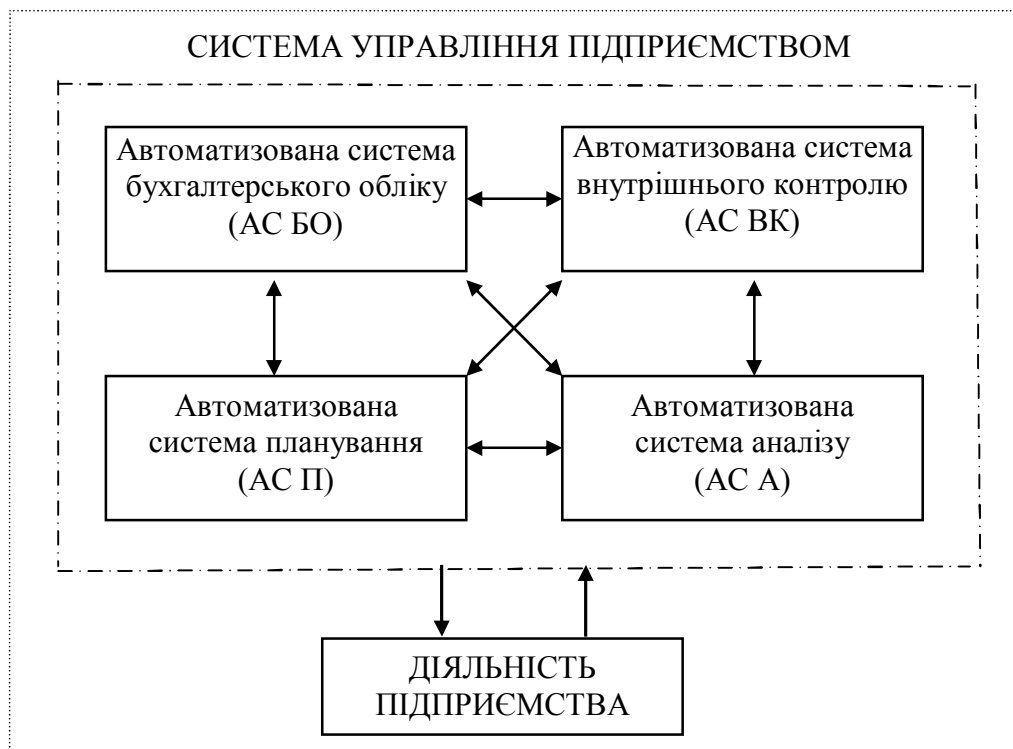 СИСТЕМА УПРАВЛІННЯ ПІДПРИЄМСТВОМ
Автоматизована система
бухгалтерського обліку
(АС БО)
Автоматизована система
внутрішнього контролю
(АС ВК)
Автоматизована
система планування
(АС П)
Автоматизована
система аналізу
(АС А)
ДІЯЛЬНІСТЬ
ПІДПРИЄМСТВА